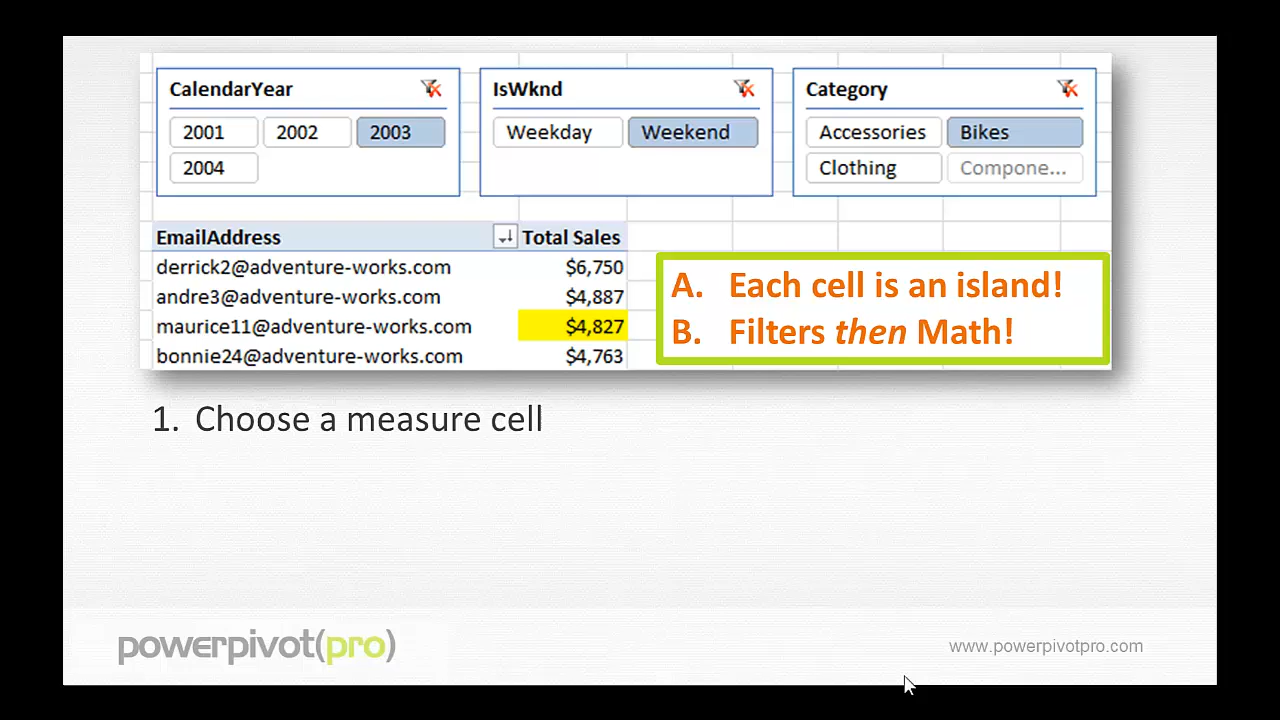 CalendarYear
2001 2002 2003
2004
IsWknd
Weekday Weekend
Category
Accessories Bikes
Clothing Compone...
EmailAddress Total Sales
derrick2@adventure-works.com $6,750
andre3@adventure-works.com $4,887
maurice11@adventure-works.com $4,827
bonnie24@adventure-works.com $4,763
A. Each cell is an island!
B. Filters then Math!
1. Choose a measure cell
powerpivot(pro)
www.powerpivotpro.com